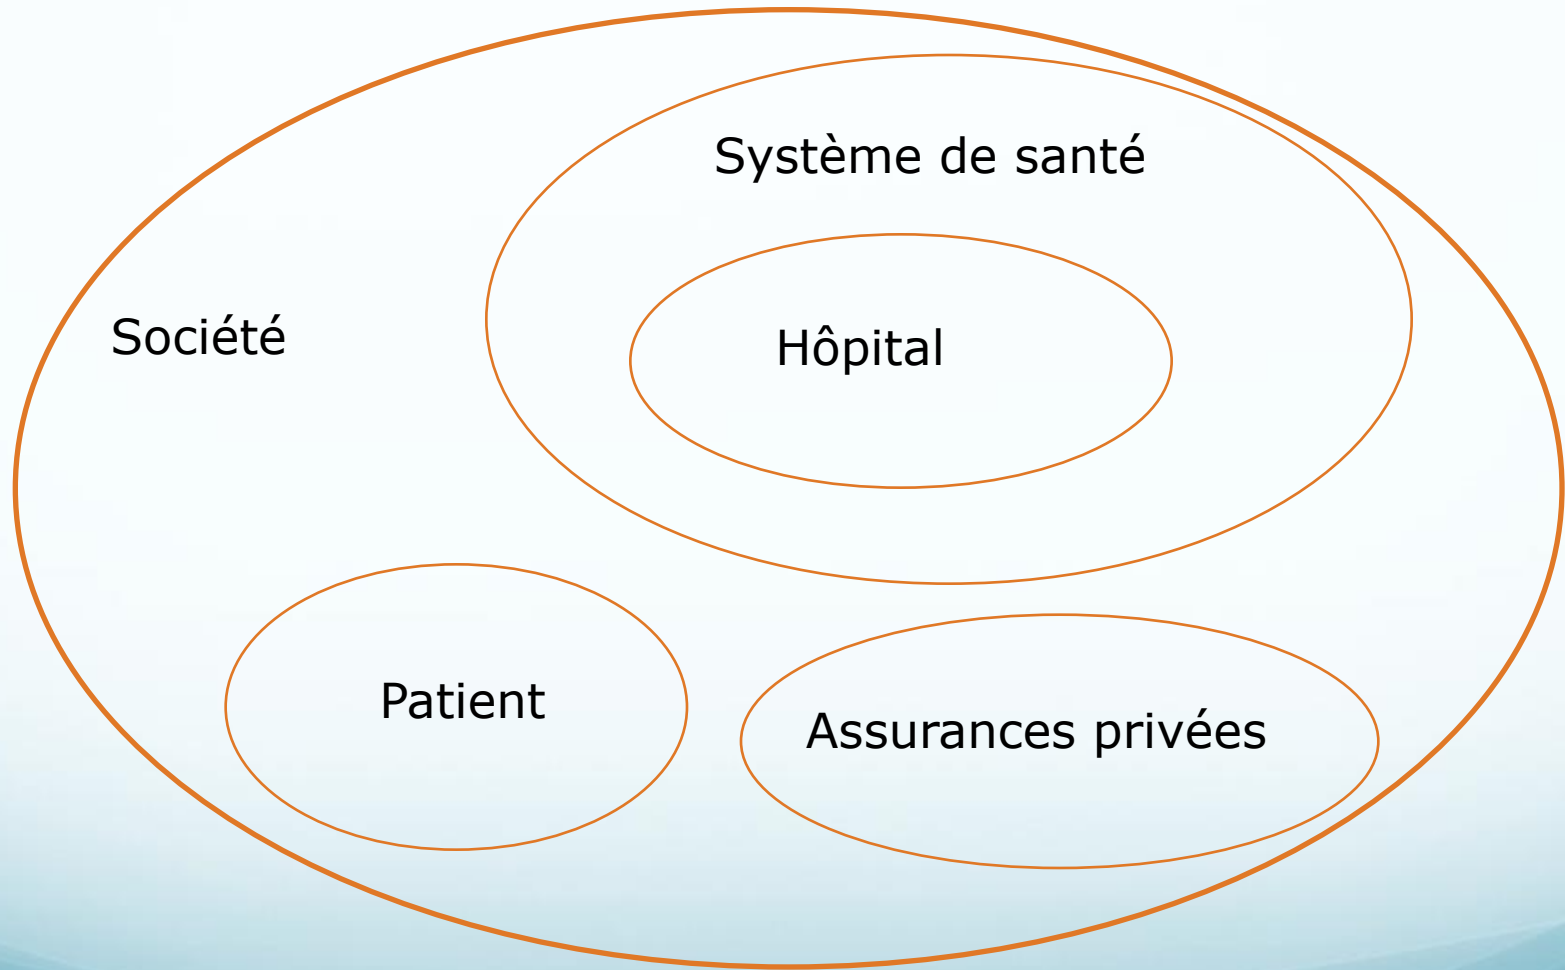 Système de santé
Société
Hôpital
Patient
Assurances privées